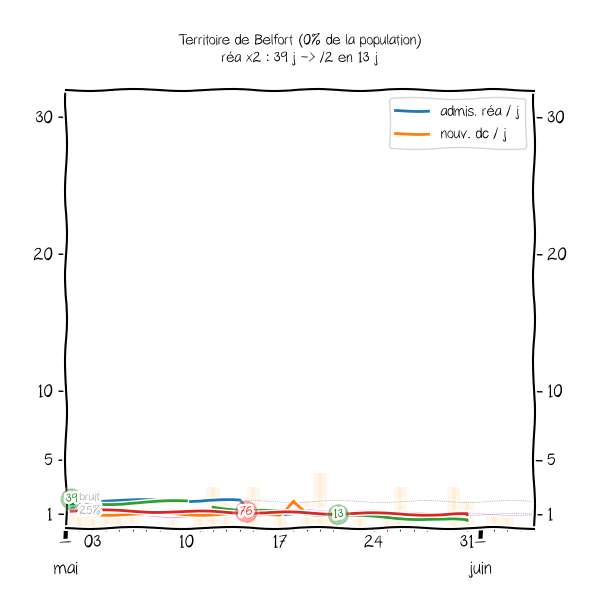 Territoire de Belfort (0% de la population)
réa x2 : 39 j -> /2 en 13 j
admis. réa / j
nouv. dc / j
30 30
20 20
10 10
5 5
39 bruit
25%
76
13
1 1
03 10 17 24 31
mai juin